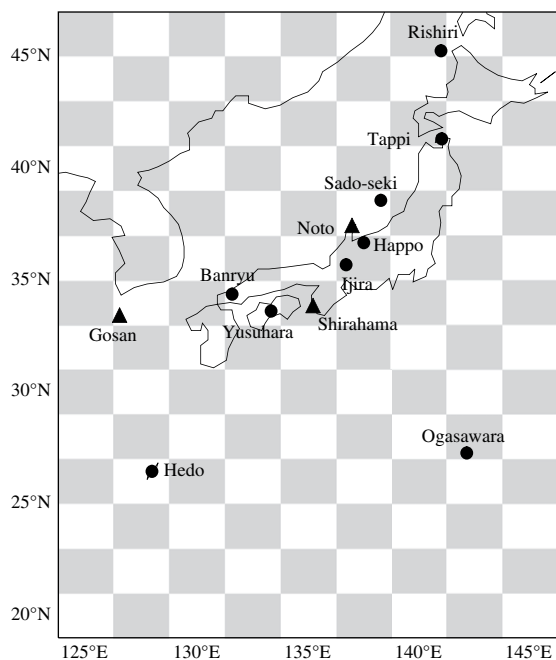 Rishiri
45°N
Tappi
40°N
Sado-seki
Noto
Happo
35°N
Banryu
Ijira
Gosan
Yusuhara
Shirahama
30°N
Ogasawara
Hedo
25°N
20°N
125°E 130°E 135°E 140°E 145°E